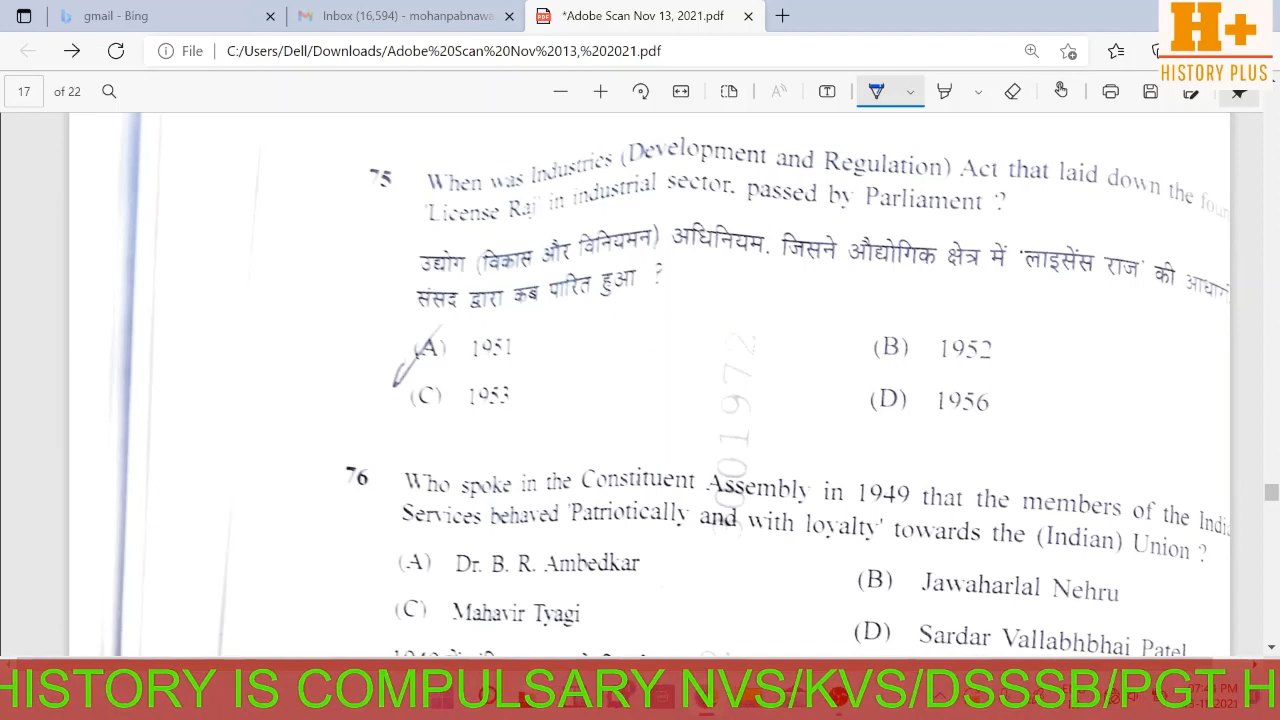 gmail - Bing
Inbox (16,594) - mohanpabnawa
*Adobe Scan Nov 13, 2021.pdf
File
C:/Users/Dell/Downloads/Adobe%20Scan%20Nov%2013,%202021.pdf
H+
HISTORY PLUS
17 of 22
75 When was Industries (Development and Regulation) Act that laid down the
'License Raj' in industrial sector, passed by Parliament ?
उद्योग (विकास और विनियमन) अधिनियम, जिसने औद्योगिक क्षेत्र में 'लाइसेंस राज' की
संसद द्वारा कब पारित हुआ ?
(A) 1951 (B) 1952
(C) 1953 (D) 1956
001972
76 Who spoke in the Constituent Assembly in 1949 that the members of the
Services behaved 'Patriotically and with loyalty' towards the (Indian) Union ?
(A) Dr. B. R. Ambedkar (B) Jawaharlal Nehru
(C) Mahavir Tyagi (D) Sardar Vallabhbhai Patel
HISTORY IS COMPULSARY NVS/KVS/DSSSB/PGT H